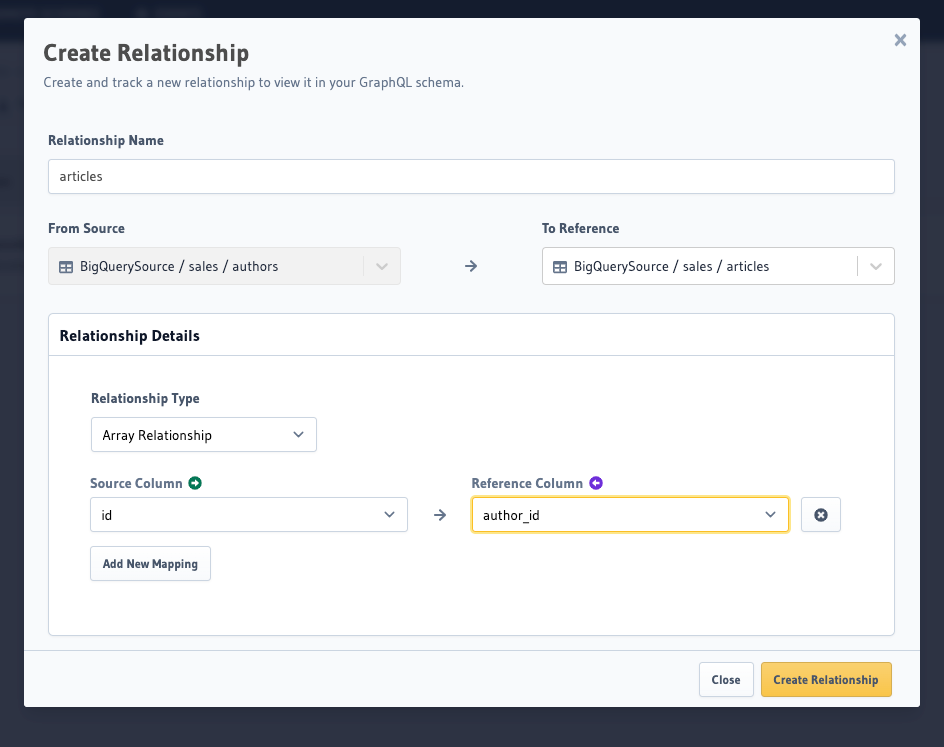 Create Relationship
Create and track a new relationship to view it in your GraphQL schema.
Relationship Name
articles
From Source
To Reference
BigQuerySource / sales / authors
BigQuerySource / sales / articles
Relationship Details
Relationship Type
Array Relationship
Source Column
Reference Column
id
author_id
Add New Mapping
Close
Create Relationship